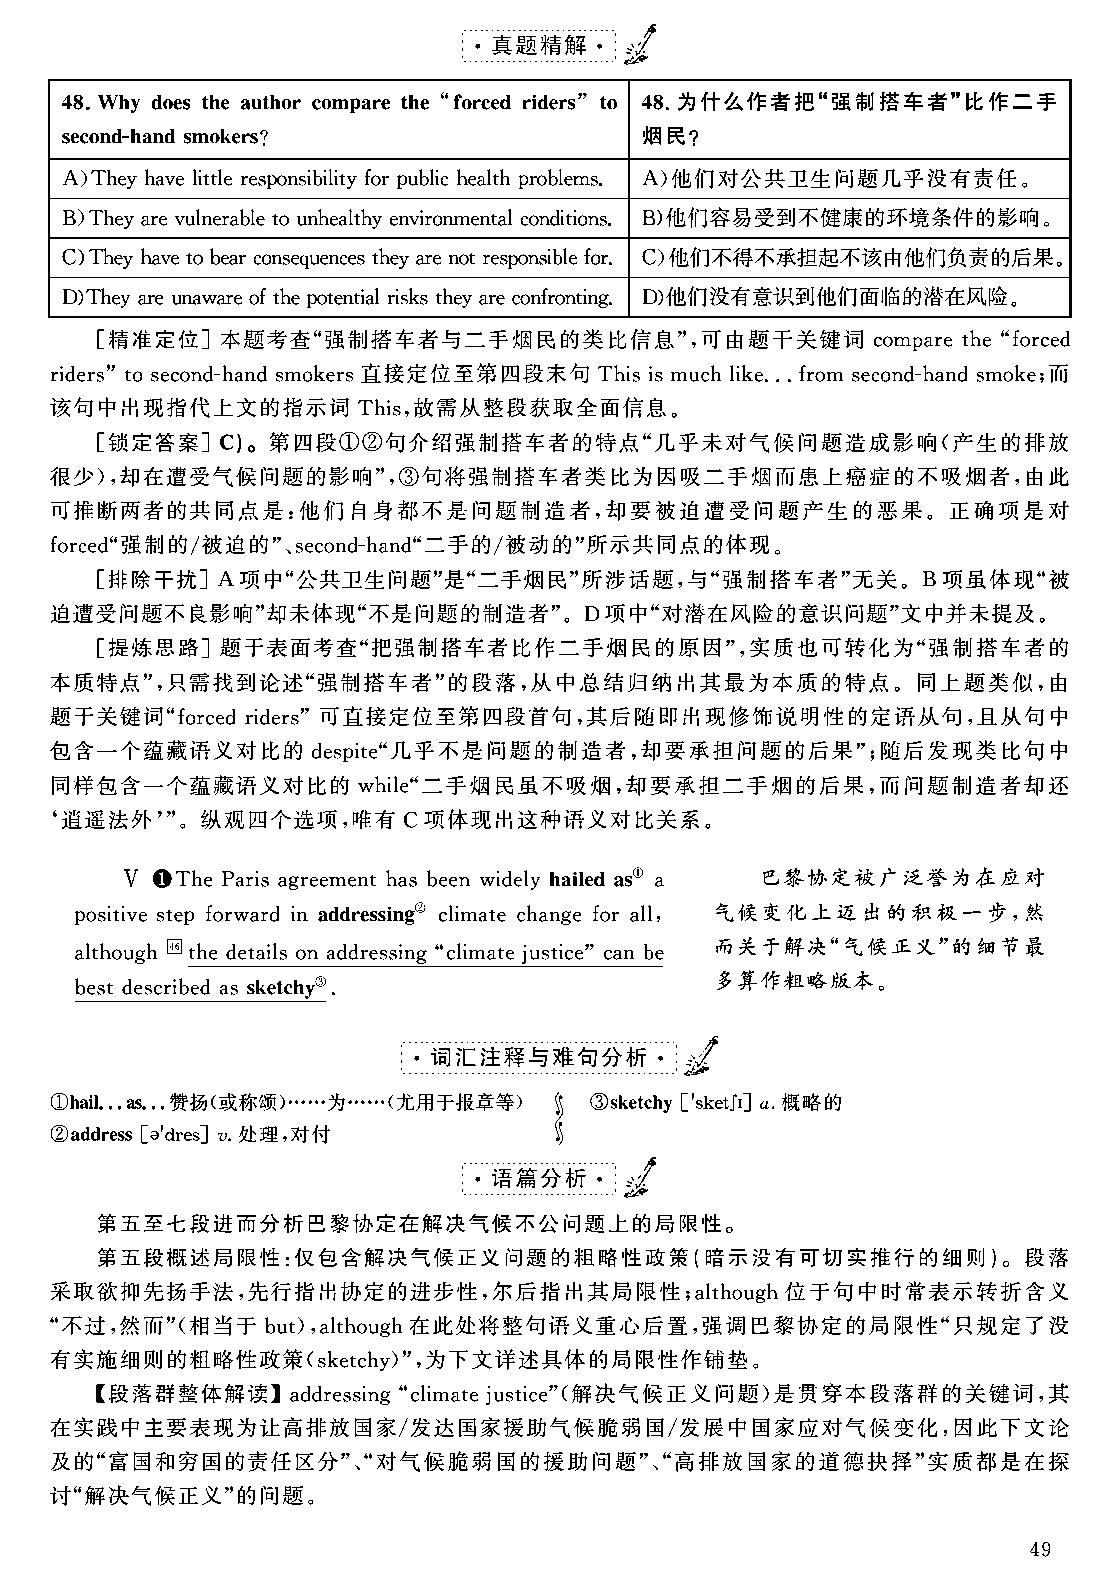 ·真题精解·
48. Why does the author compare the “forced riders” to
second-hand smokers?
48. 为什么作者把“强制搭车者”比作二手
烟民?
A)They have little responsibility for public health problems.
A)他们对公共卫生问题几乎没有责任。
B)They are vulnerable to unhealthy environmental conditions.
B)他们容易受到不健康的环境条件的影响。
C)They have to bear consequences they are not responsible for.
C)他们不得不承担起不该由他们负责的后果。
D)They are unaware of the potential risks they are confronting.
D)他们没有意识到他们面临的潜在风险。
[精准定位] 本题考查“强制搭车者与二手烟民的类比信息”,可由题干关键词 compare the “forced
riders” to second-hand smokers 直接定位至第四段末句 This is much like... from second-hand smoke;而
该句中出现指代上文的指示词 This,故需从整段获取全面信息。
[锁定答案] C)。第四段①②句介绍强制搭车者的特点“几乎未对气候问题造成影响(产生的排放
很少),却在遭受气候问题的影响”,③句将强制搭车者类比为因吸二手烟而患上癌症的不吸烟者,由此
可推断两者的共同点是:他们自身都不是问题制造者,却要被迫遭受问题产生的恶果。正确项是对
forced“强制的/被迫的”、second-hand“二手的/被动的”所示共同点的体现。
[排除干扰] A 项中“公共卫生问题”是“二手烟民”所涉话题,与“强制搭车者”无关。B 项虽体现“被
迫遭受问题不良影响”却未体现“不是问题的制造者”。D 项中“对潜在风险的意识问题”文中并未提及。
[提炼思路] 题于表面考查“把强制搭车者比作二手烟民的原因”,实质也可转化为“强制搭车者的
本质特点”,只需找到论述“强制搭车者”的段落,从中总结归纳出其最为本质的特点。同上题类似,由
题于关键词“forced riders” 可直接定位至第四段首句,其后随即出现修饰说明性的定语从句,且从句中
包含一个蕴藏语义对比的 despite“几乎不是问题的制造者,却要承担问题的后果”;随后发现类比句中
同样包含一个蕴藏语义对比的 while“二手烟民虽不吸烟,却要承担二手烟的后果,而问题制造者却还
‘逍遥法外’”。纵观四个选项,唯有 C 项体现出这种语义对比关系。
Ⅴ ❶The Paris agreement has been widely hailed as① a
positive step forward in addressing② climate change for all,
although 46 the details on addressing “climate justice” can be
best described as sketchy③.
巴黎协定被广泛誉为在应对
气候变化上迈出的积极一步,然
而关于解决“气候正义”的细节最
多算作粗略版本。
·词汇注释与难句分析·
①hail... as... 赞扬(或称颂)……为……(尤用于报章等)
②address [ə'dres] v. 处理,对付
③sketchy ['sketʃɪ] a. 概略的
·语篇分析·
第五至七段进而分析巴黎协定在解决气候不公问题上的局限性。
第五段概述局限性:仅包含解决气候正义问题的粗略性政策(暗示没有可切实推行的细则)。段落
采取欲抑先扬手法,先行指出协定的进步性,尔后指出其局限性;although 位于句中时常表示转折含义
“不过,然而”(相当于 but),although 在此处将整句语义重心后置,强调巴黎协定的局限性“只规定了没
有实施细则的粗略性政策(sketchy)”,为下文详述具体的局限性作铺垫。
【段落群整体解读】addressing “climate justice”(解决气候正义问题)是贯穿本段落群的关键词,其
在实践中主要表现为让高排放国家/发达国家援助气候脆弱国/发展中国家应对气候变化,因此下文论
及的“富国和穷国的责任区分”、“对气候脆弱国的援助问题”、“高排放国家的道德抉择”实质都是在探
讨“解决气候正义”的问题。
49